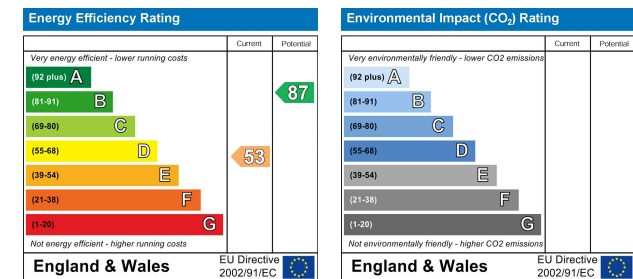 Energy Efficiency Rating
Current Potential
Very energy efficient - lower running costs
(92 plus) A
(81-91) B
(69-80) C
(55-68) D
(39-54) E
(21-38) F
(1-20) G
53
87
Not energy efficient - higher running costs
England & Wales
EU Directive
2002/91/EC
Environmental Impact (CO₂) Rating
Current Potential
Very environmentally friendly - lower CO2 emissions
(92 plus) A
(81-91) B
(69-80) C
(55-68) D
(39-54) E
(21-38) F
(1-20) G
Not environmentally friendly - higher CO2 emissions
England & Wales
EU Directive
2002/91/EC